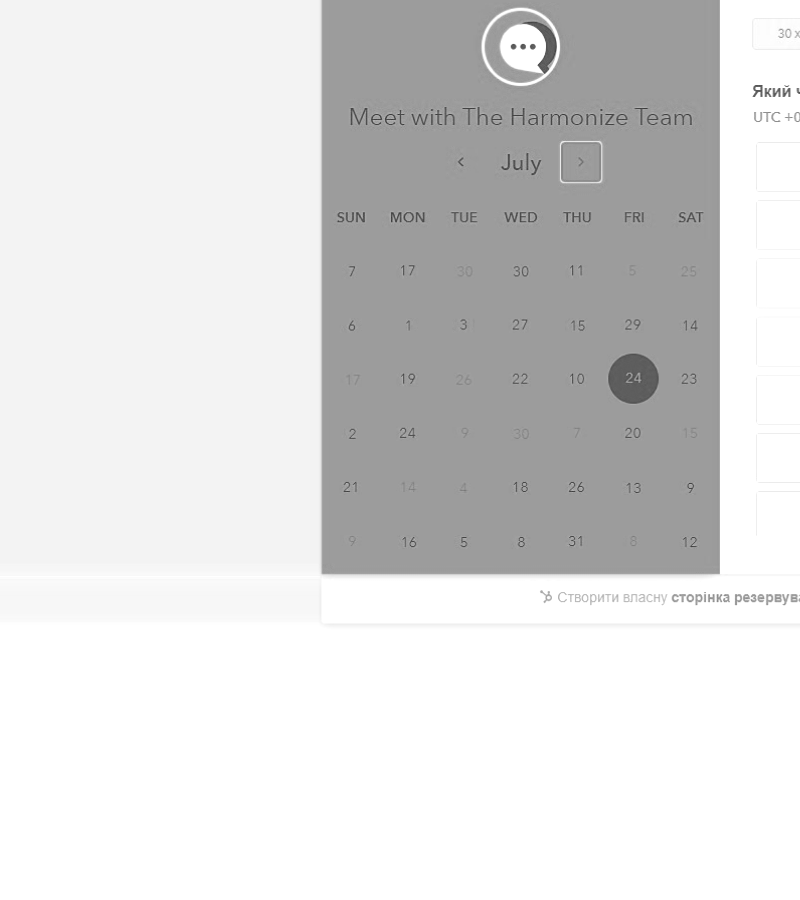 Meet with The Harmonize Team
July
SUN MON TUE WED THU FRI SAT
7 17 30 30 11 5 25
6 1 3 27 15 29 14
17 19 26 22 10 24 23
2 24 9 30 7 20 15
21 14 4 18 26 13 9
9 16 5 8 31 8 12
30 
Який
UTC +0
Створити власну сторінка